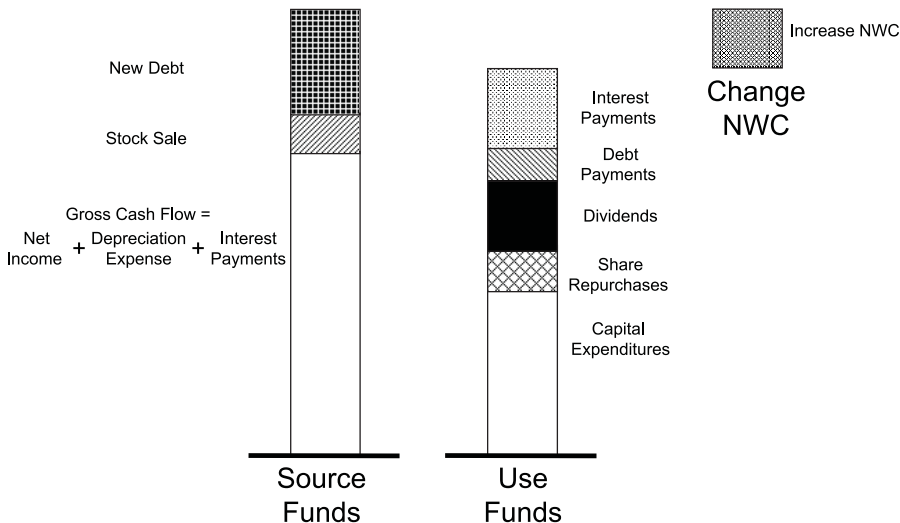 New Debt
Stock Sale
Gross Cash Flow =
Net
Income
+
Depreciation
Expense
+
Interest
Payments
Source
Funds
Interest
Payments
Debt
Payments
Dividends
Share
Repurchases
Capital
Expenditures
Use
Funds
Increase NWC
Change
NWC